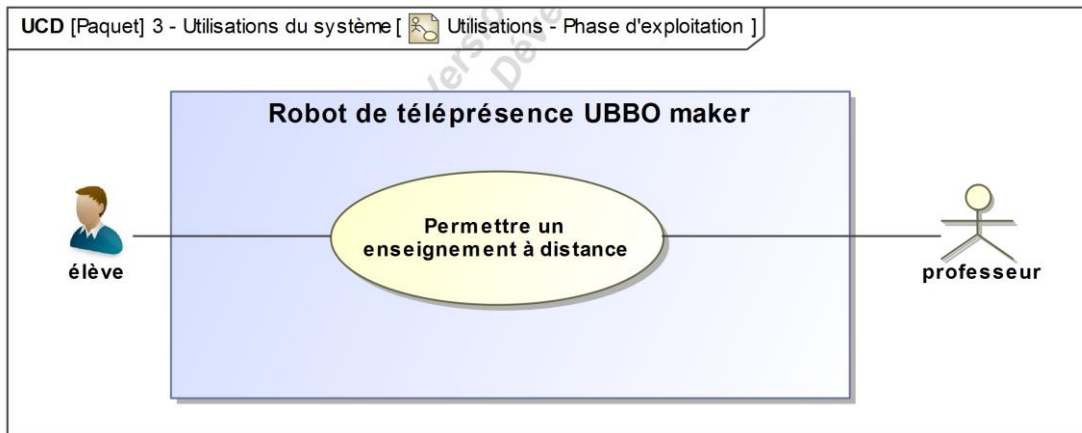 UCD [Paquet] 3 - Utilisations du système [ Utilisations - Phase d'exploitation ]
Robot de téléprésence UBBO maker
Permettre un
enseignement à distance
élève
professeur